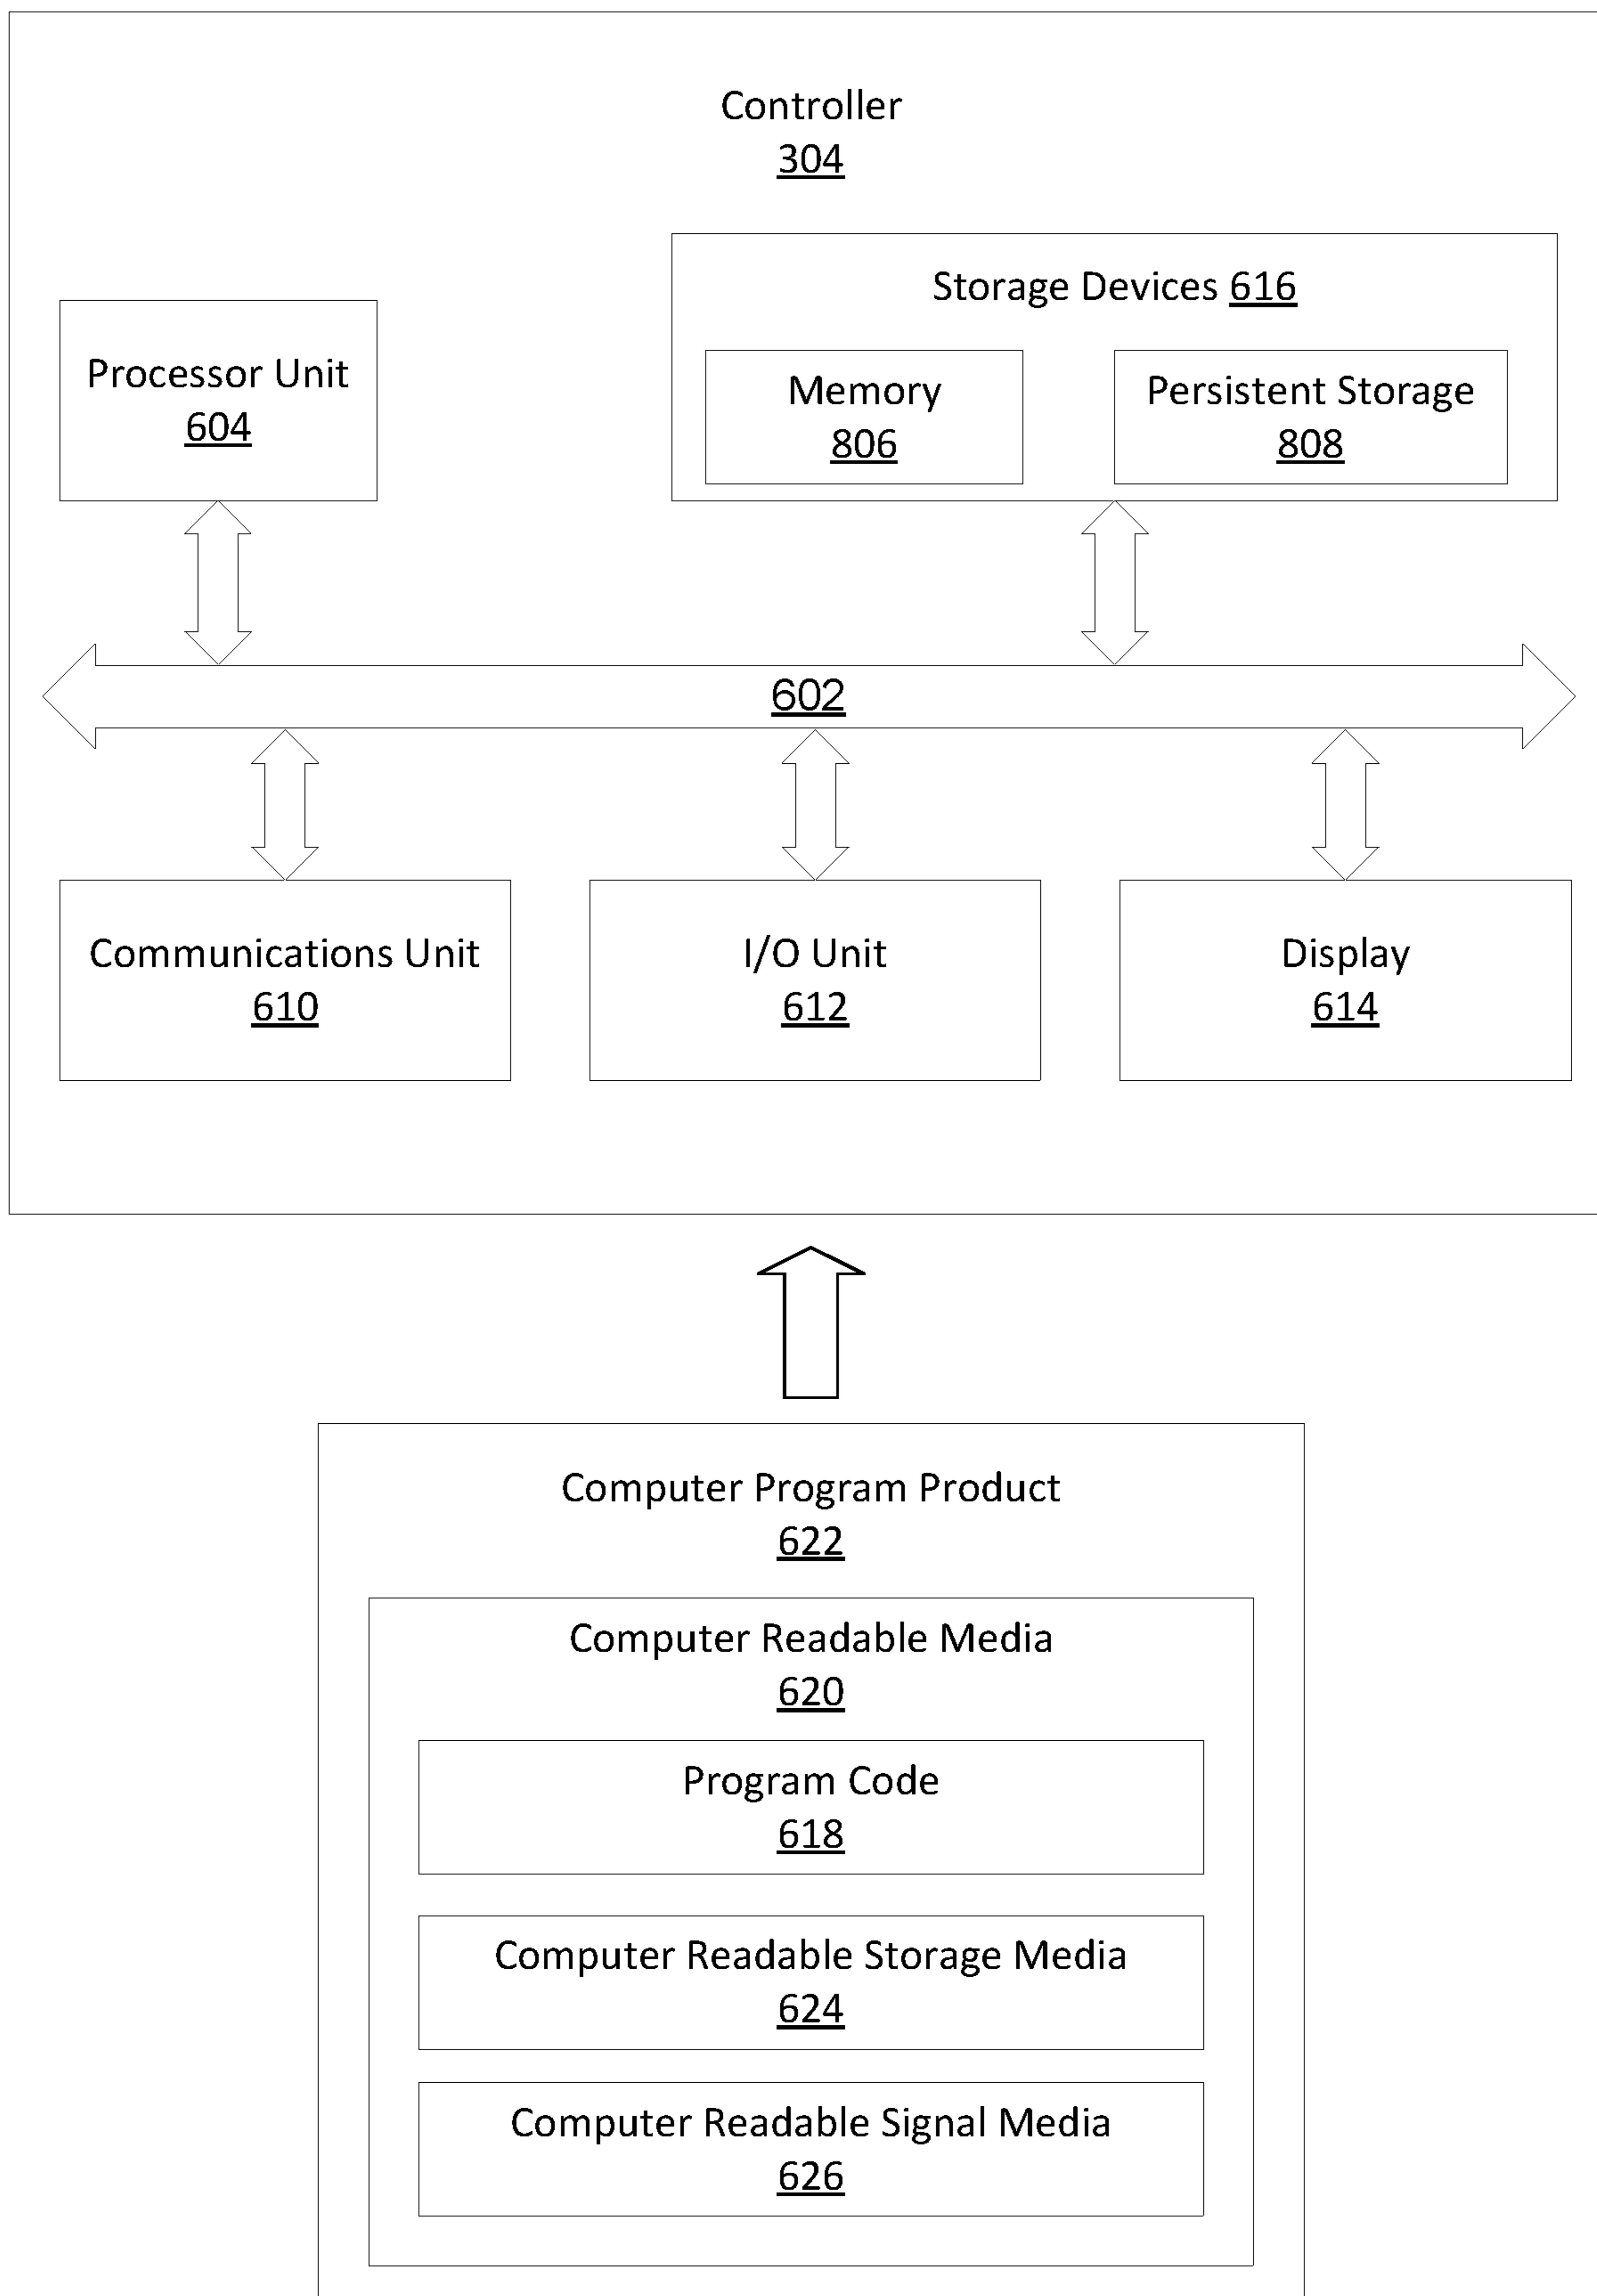 Controller
304
Storage Devices 616
Processor Unit
604
Memory
806
Persistent Storage
808
602
Communications Unit
610
I/O Unit
612
Display
614
Computer Program Product
622
Computer Readable Media
620
Program Code
618
Computer Readable Storage Media
624
Computer Readable Signal Media
626